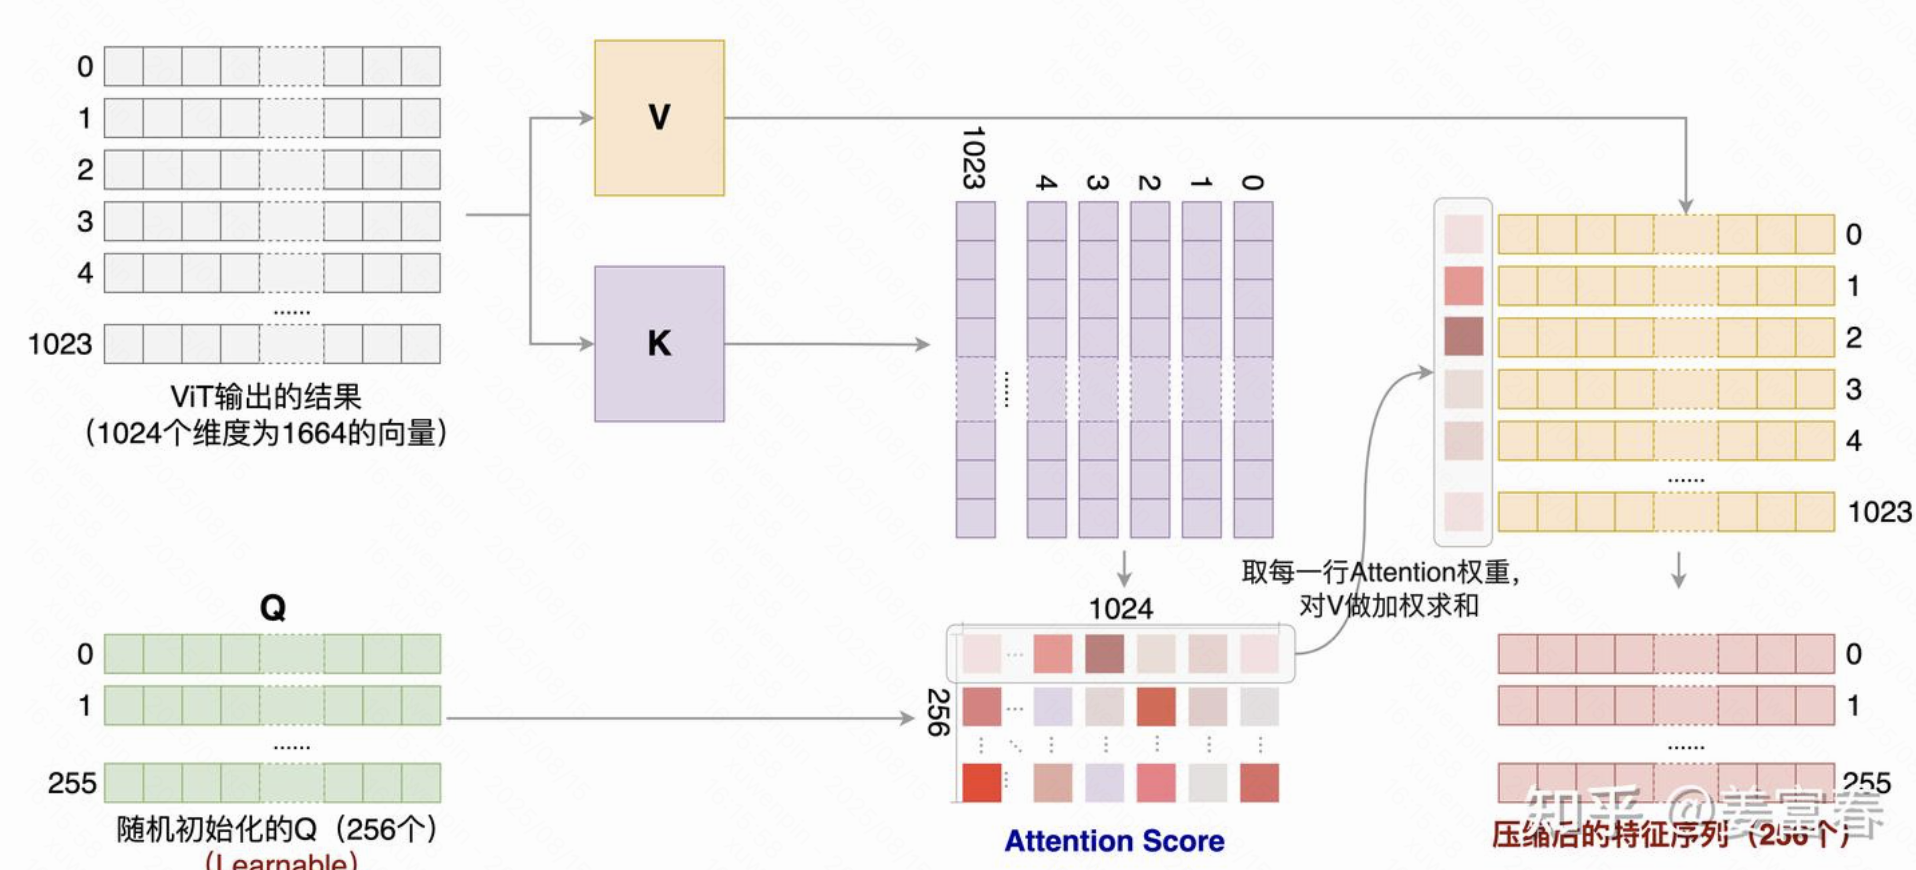 0
1
2
3
4
......
1023
ViT输出的结果
（1024个维度为1664的向量）
V
K
1023
4
3
2
1
0
......
Q
0
1
......
255
随机初始化的Q（256个）
（Learnable）
1024
256
Attention Score
取每一行Attention权重，
对V做加权求和
0
1
2
3
4
......
1023
0
1
......
255
压缩后的特征序列（256个）
知乎 @姜富春